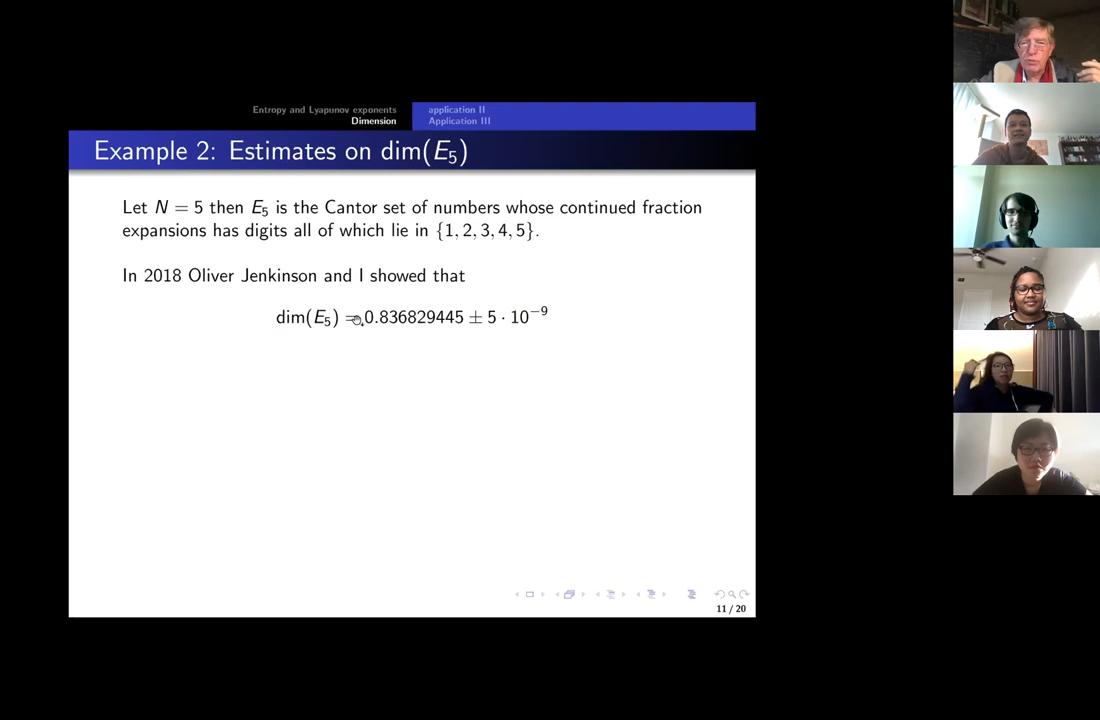 Entropy and Lyapunov exponents
Dimension
application II
Application III
Example 2: Estimates on dim(E₅)
Let N = 5 then E₅ is the Cantor set of numbers whose continued fraction
expansions has digits all of which lie in {1, 2, 3, 4, 5}.
In 2018 Oliver Jenkinson and I showed that
dim(E₅) = 0.836829445 ± 5 · 10⁻⁹
11 / 20